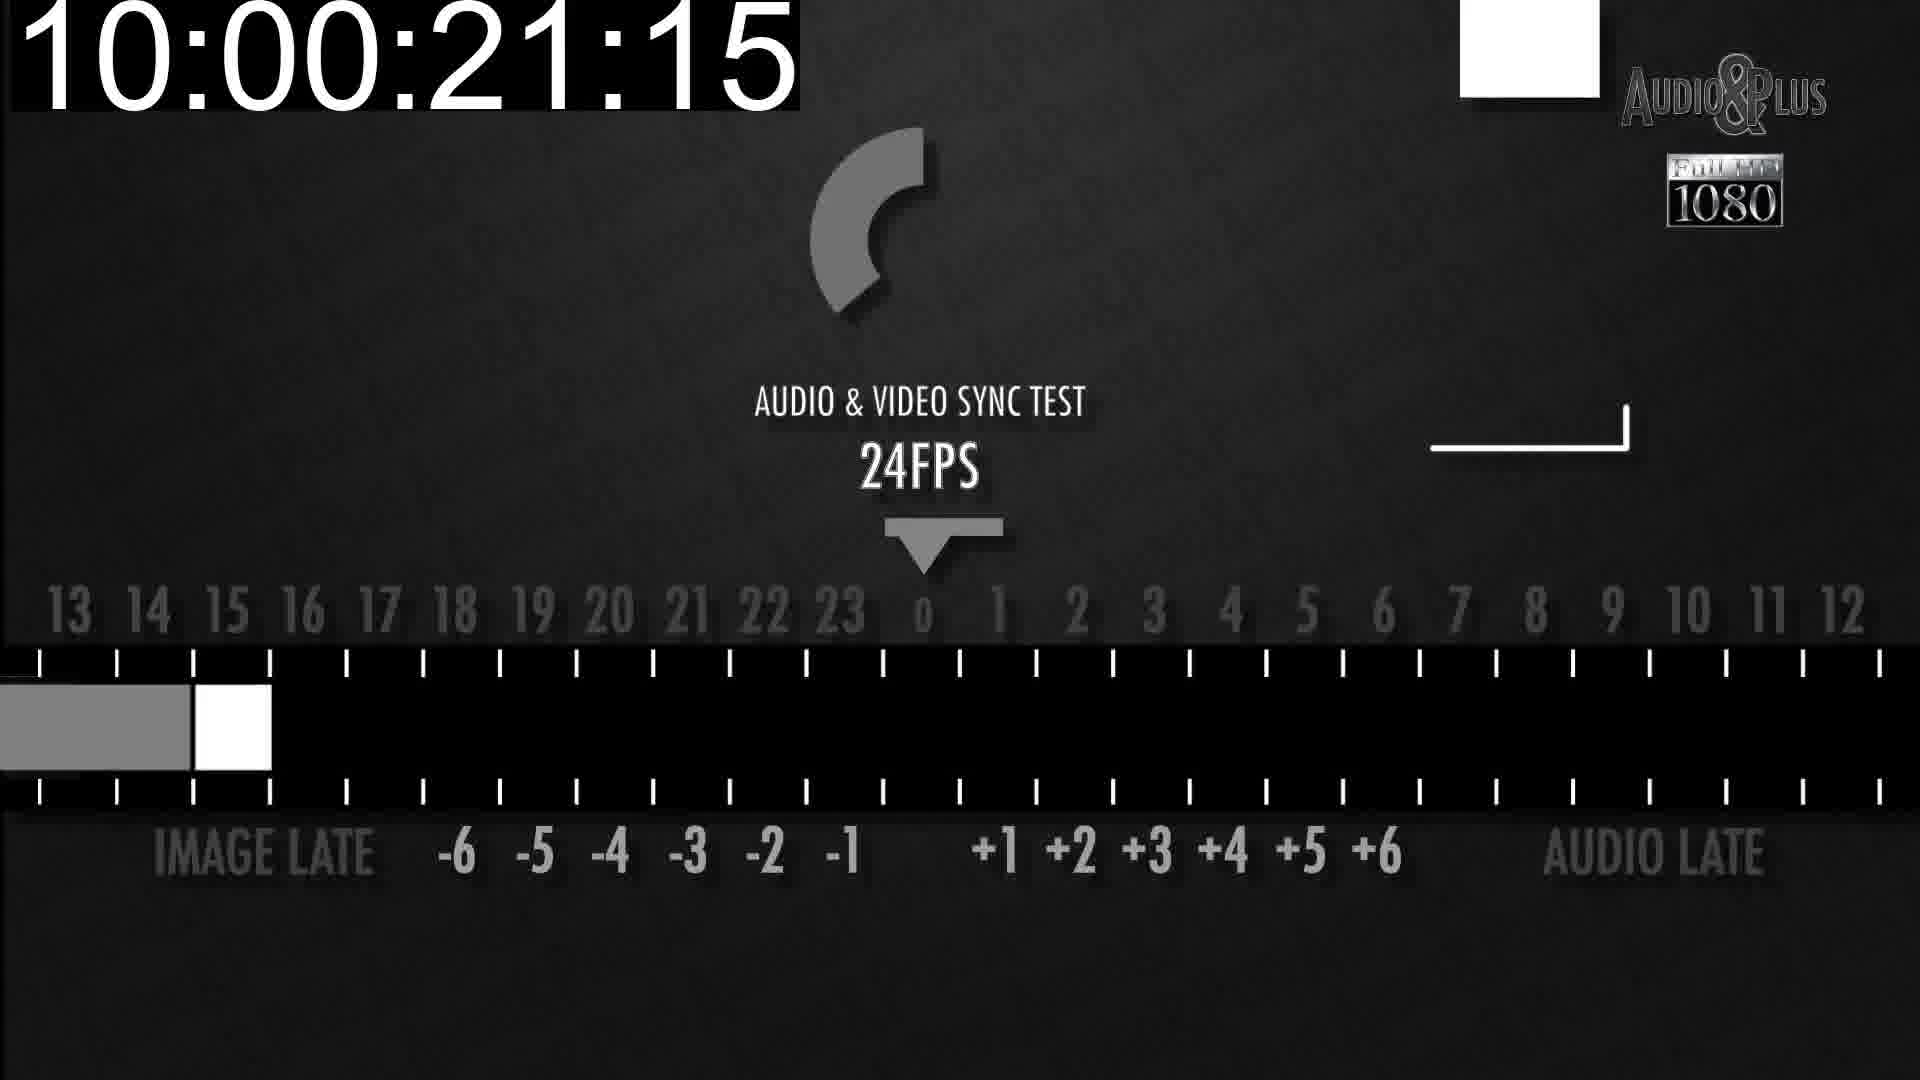 10:00:21:15
AUDIO & PLUS
Full HD
1080
AUDIO & VIDEO SYNC TEST
24FPS
13 14 15 16 17 18 19 20 21 22 23 0 1 2 3 4 5 6 7 8 9 10 11 12
IMAGE LATE -6 -5 -4 -3 -2 -1 +1 +2 +3 +4 +5 +6 AUDIO LATE